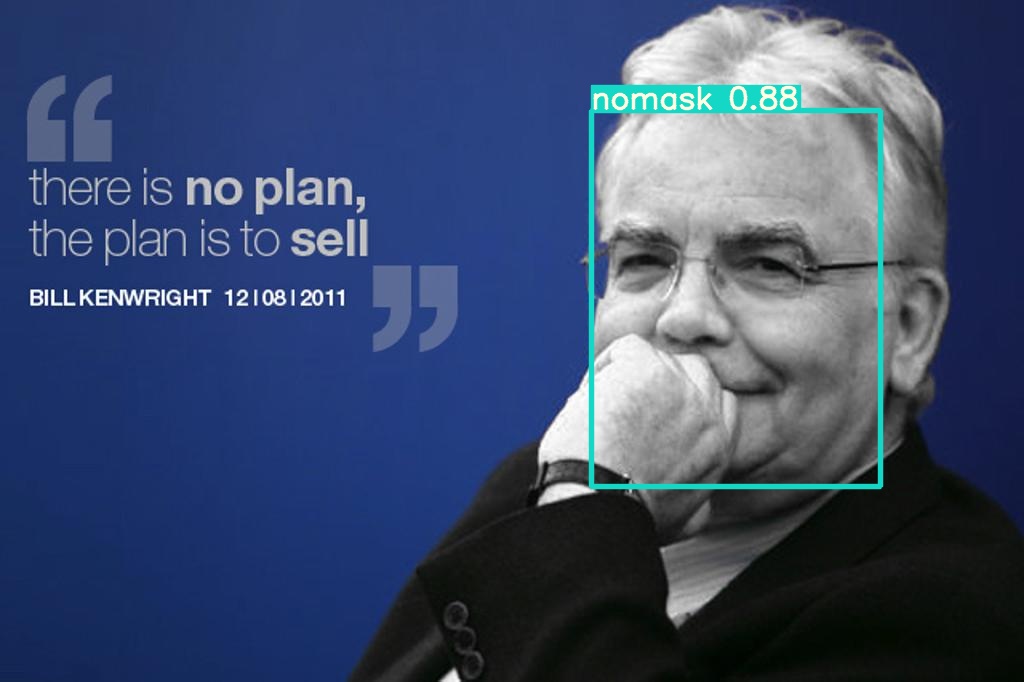 nomask 0.88
“
there is no plan,
the plan is to sell
”
BILL KENWRIGHT 12|08|2011